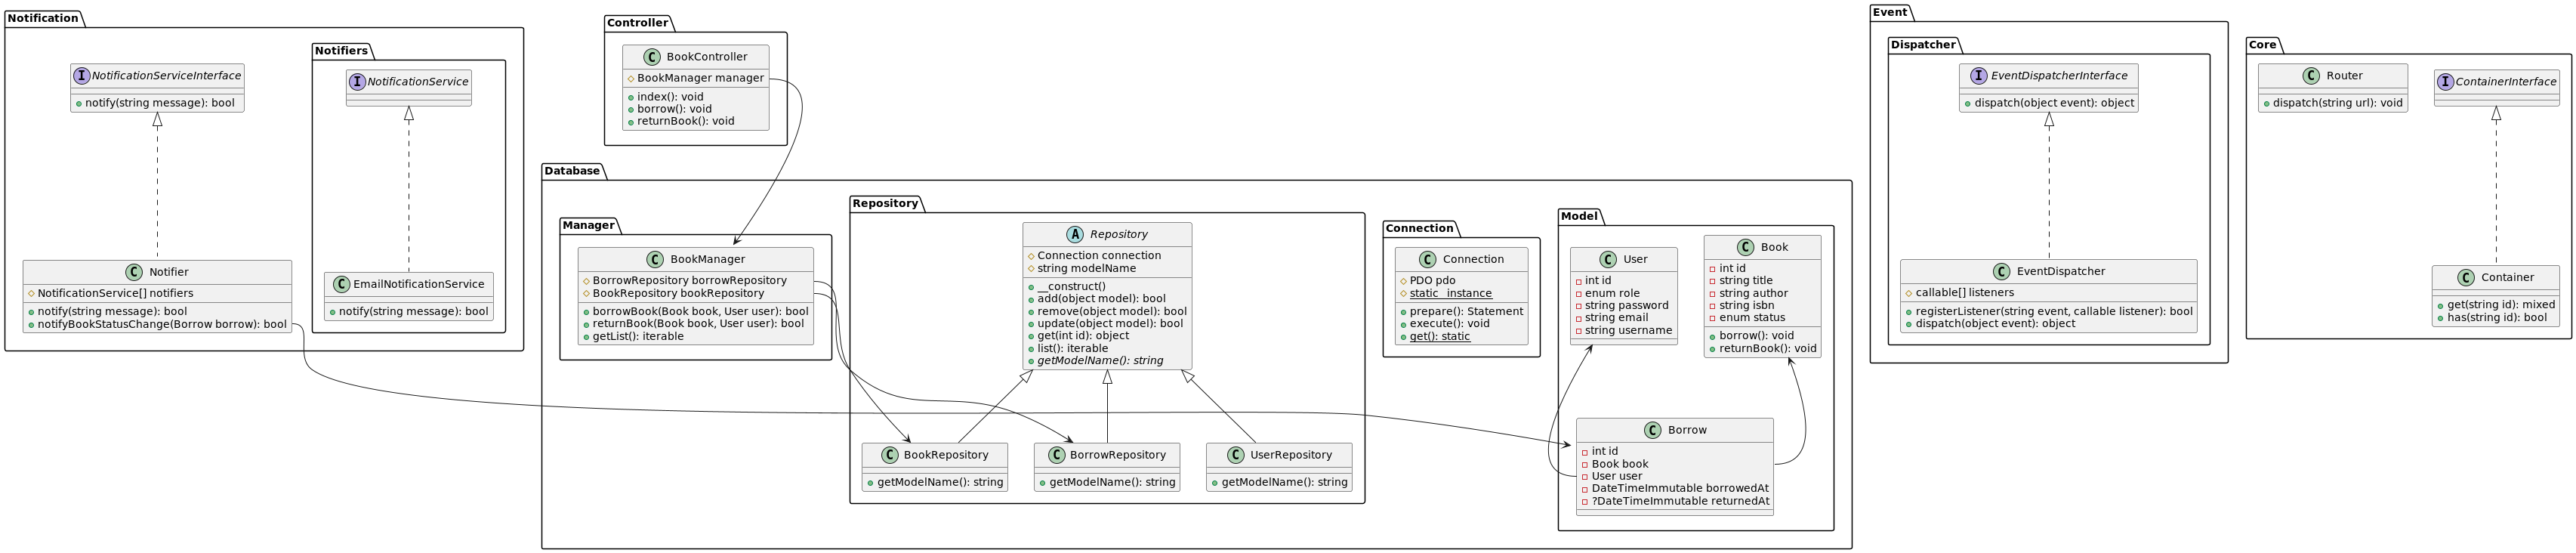 Notification
NotificationServiceInterface
notify(string message): bool
Notifiers
NotificationService
Notifier
NotificationService[] notifiers
notify(string message): bool
notifyBookStatusChange(Borrow borrow): bool
EmailNotificationService
notify(string message): bool
Controller
BookController
BookManager manager
index(): void
borrow(): void
returnBook(): void
Database
Manager
BookManager
BorrowRepository borrowRepository
BookRepository bookRepository
borrowBook(Book book, User user): bool
returnBook(Book book, User user): bool
getList(): iterable
Repository
Repository
Connection connection
string modelName
__construct()
add(object model): bool
remove(object model): bool
update(object model): bool
get(int id): object
list(): iterable
getModelName(): string
BookRepository
getModelName(): string
BorrowRepository
getModelName(): string
UserRepository
getModelName(): string
Connection
Connection
PDO pdo
static _instance
prepare(): Statement
execute(): void
get(): static
Model
User
int id
enum role
string password
string email
string username
Book
int id
string title
string author
string isbn
enum status
borrow(): void
returnBook(): void
Borrow
int id
Book book
User user
DateTimeImmutable borrowedAt
?DateTimeImmutable returnedAt
Event
Dispatcher
EventDispatcherInterface
dispatch(object event): object
EventDispatcher
callable[] listeners
registerListener(string event, callable listener): bool
dispatch(object event): object
Core
Router
dispatch(string url): void
ContainerInterface
Container
get(string id): mixed
has(string id): bool